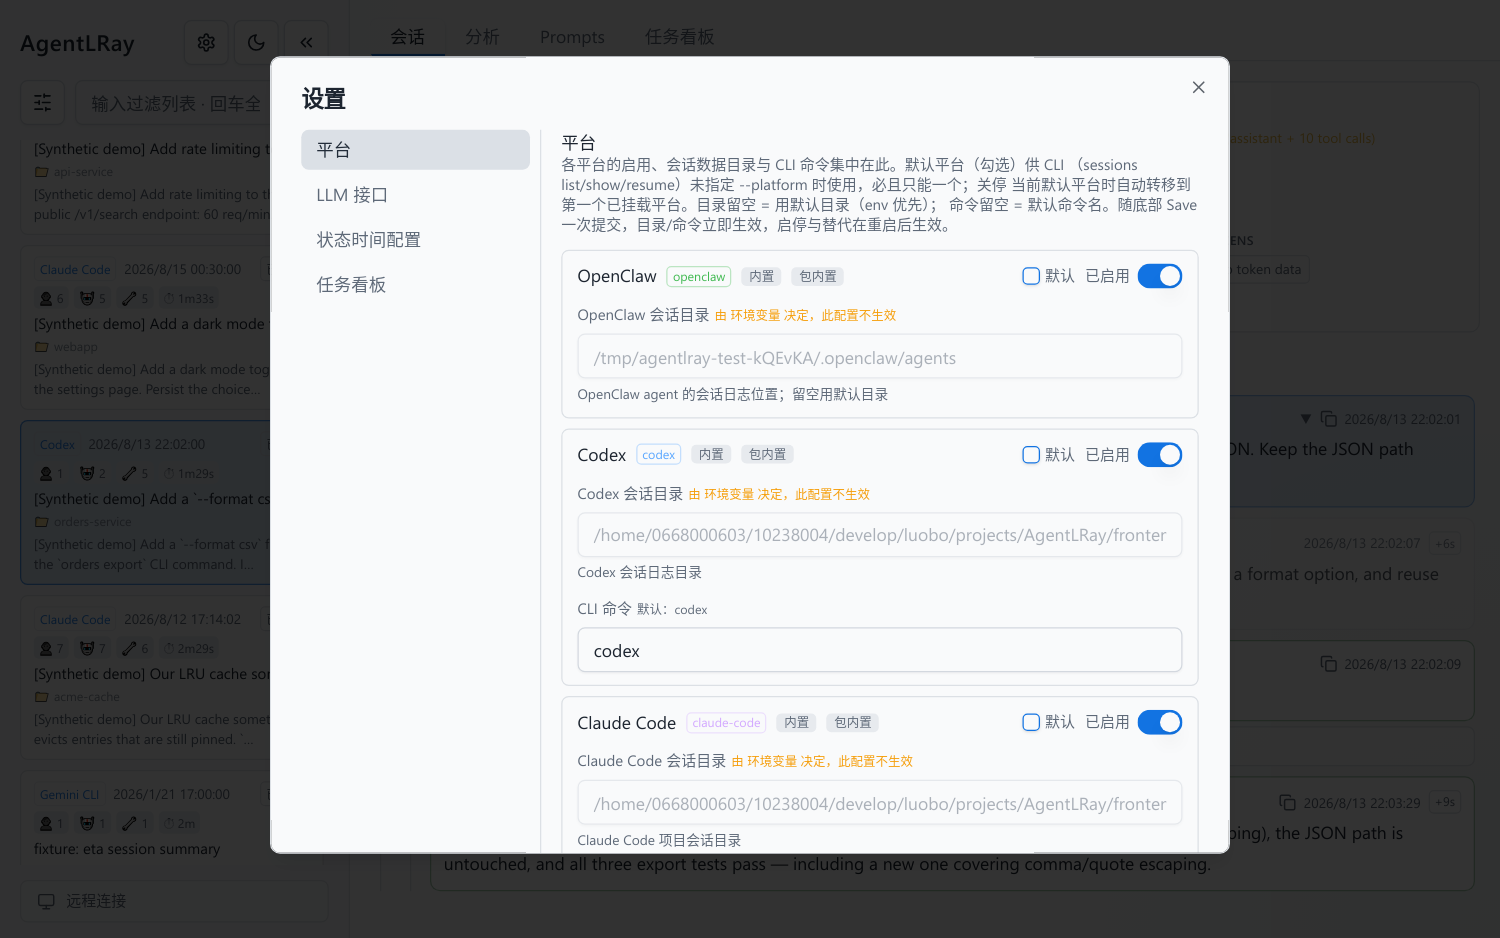 AgentLRay
会话
分析
Prompts
任务看板
输入过滤列表 · 回车全
[Synthetic demo] Add rate limiting t
api-service
[Synthetic demo] Add rate limiting to th
public /v1/search endpoint: 60 req/min
Claude Code 2026/8/15 00:30:00
6 5 5 1m33s
[Synthetic demo] Add a dark mode
webapp
[Synthetic demo] Add a dark mode tog
the settings page. Persist the choice...
Codex 2026/8/13 22:02:00
1 2 5 1m29s
[Synthetic demo] Add a `--format cs
orders-service
[Synthetic demo] Add a `--format csv` f
the `orders export` CLI command. I...
Claude Code 2026/8/12 17:14:02
7 7 6 2m29s
[Synthetic demo] Our LRU cache so
acme-cache
[Synthetic demo] Our LRU cache somet
evicts entries that are still pinned. `...
Gemini CLI 2026/1/21 17:00:00
1 1 1 2m
fixture: eta session summary
远程连接
设置
平台
LLM 接口
状态时间配置
任务看板
平台
各平台的启用、会话数据目录与 CLI 命令集中在此。默认平台（勾选）供 CLI （sessions
list/show/resume）未指定 --platform 时使用，必且只能一个；关停 当前默认平台时自动转移到
第一个已挂载平台。目录留空 = 用默认目录（env 优先）； 命令留空 = 默认命令名。随底部 Save
一次提交，目录/命令立即生效，启停与替代在重启后生效。
OpenClaw openclaw 内置 包内置 默认 已启用
OpenClaw 会话目录 由 环境变量 决定，此配置不生效
/tmp/agentlray-test-kQEvKA/.openclaw/agents
OpenClaw agent 的会话日志位置；留空用默认目录
Codex codex 内置 包内置 默认 已启用
Codex 会话目录 由 环境变量 决定，此配置不生效
/home/0668000603/10238004/develop/luobo/projects/AgentLRay/fronter
Codex 会话日志目录
CLI 命令 默认：codex
codex
Claude Code claude-code 内置 包内置 默认 已启用
Claude Code 会话目录 由 环境变量 决定，此配置不生效
/home/0668000603/10238004/develop/luobo/projects/AgentLRay/fronter
Claude Code 项目会话目录
assistant + 10 tool calls)
ENS
token data
▼ 2026/8/13 22:02:01
ON. Keep the JSON path
2026/8/13 22:02:07 +6s
a format option, and reuse
2026/8/13 22:02:09
2026/8/13 22:03:29 +9s
ping), the JSON path is
untouched, and all three export tests pass — including a new one covering comma/quote escaping.